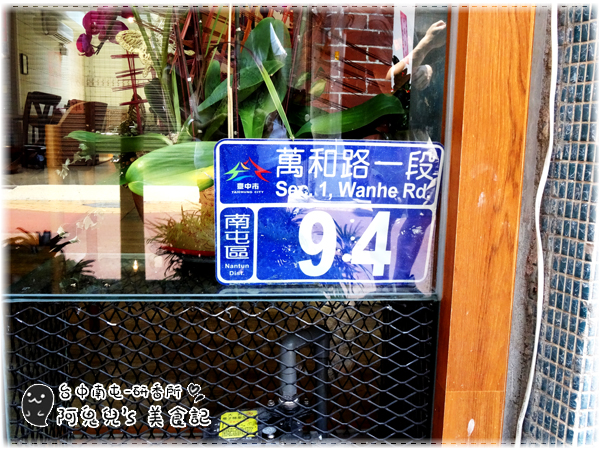 臺中市
TAICHUNG CITY
萬和路一段
Sec. 1, Wanhe Rd.
南屯區
Nantun
Dist.
94
台中南屯-研香所
阿兒兒's 美食記